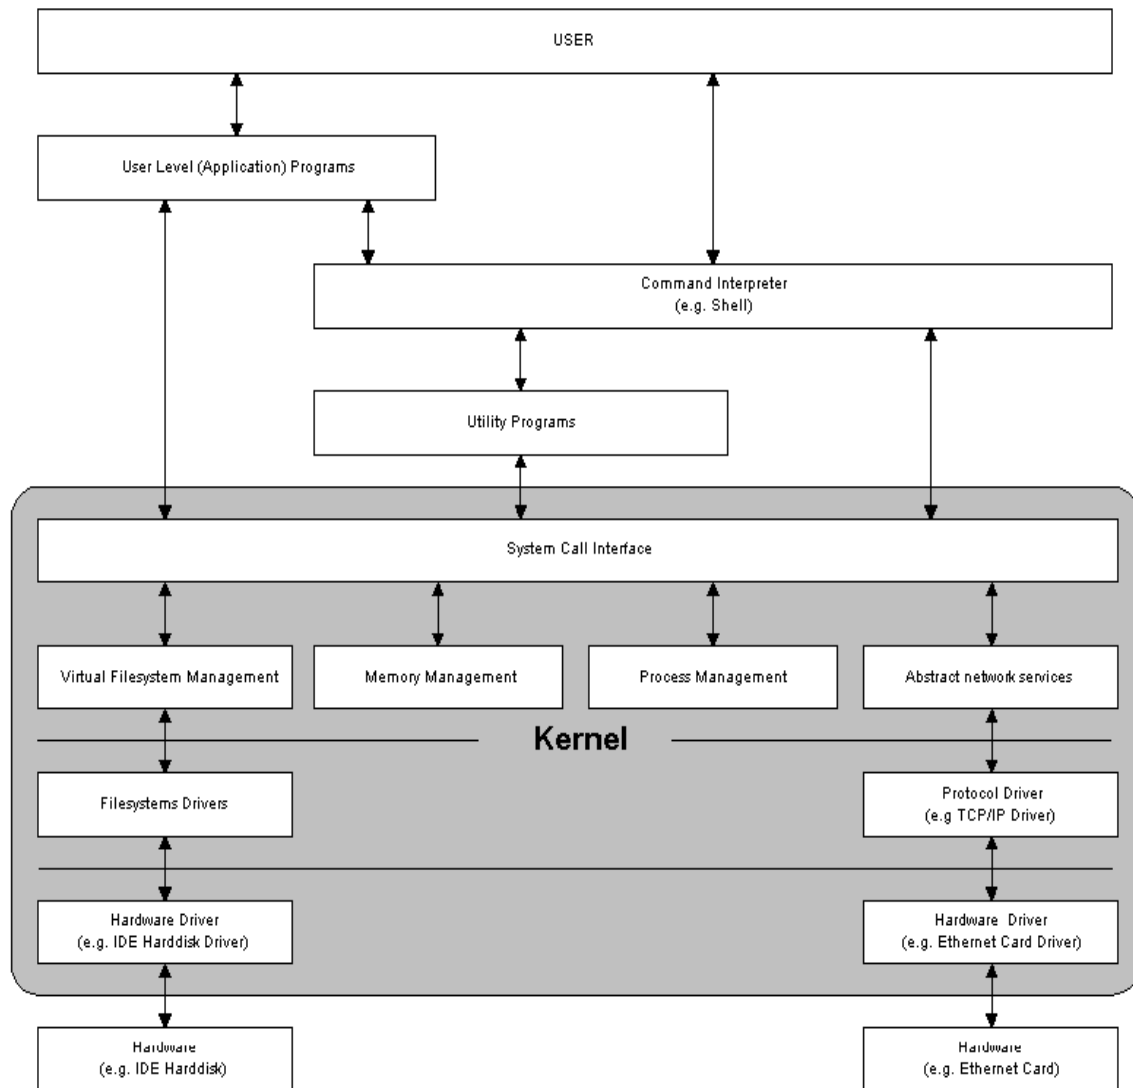 USER
User Level (Application) Programs
Command Interpreter
(e.g. Shell)
Utility Programs
System Call Interface
Virtual Filesystem Management
Memory Management
Process Management
Abstract network services
Kernel
Filesystems Drivers
Protocol Driver
(e.g TCP/IP Driver)
Hardware Driver
(e.g. IDE Harddisk Driver)
Hardware Driver
(e.g. Ethernet Card Driver)
Hardware
(e.g. IDE Harddisk)
Hardware
(e.g. Ethernet Card)